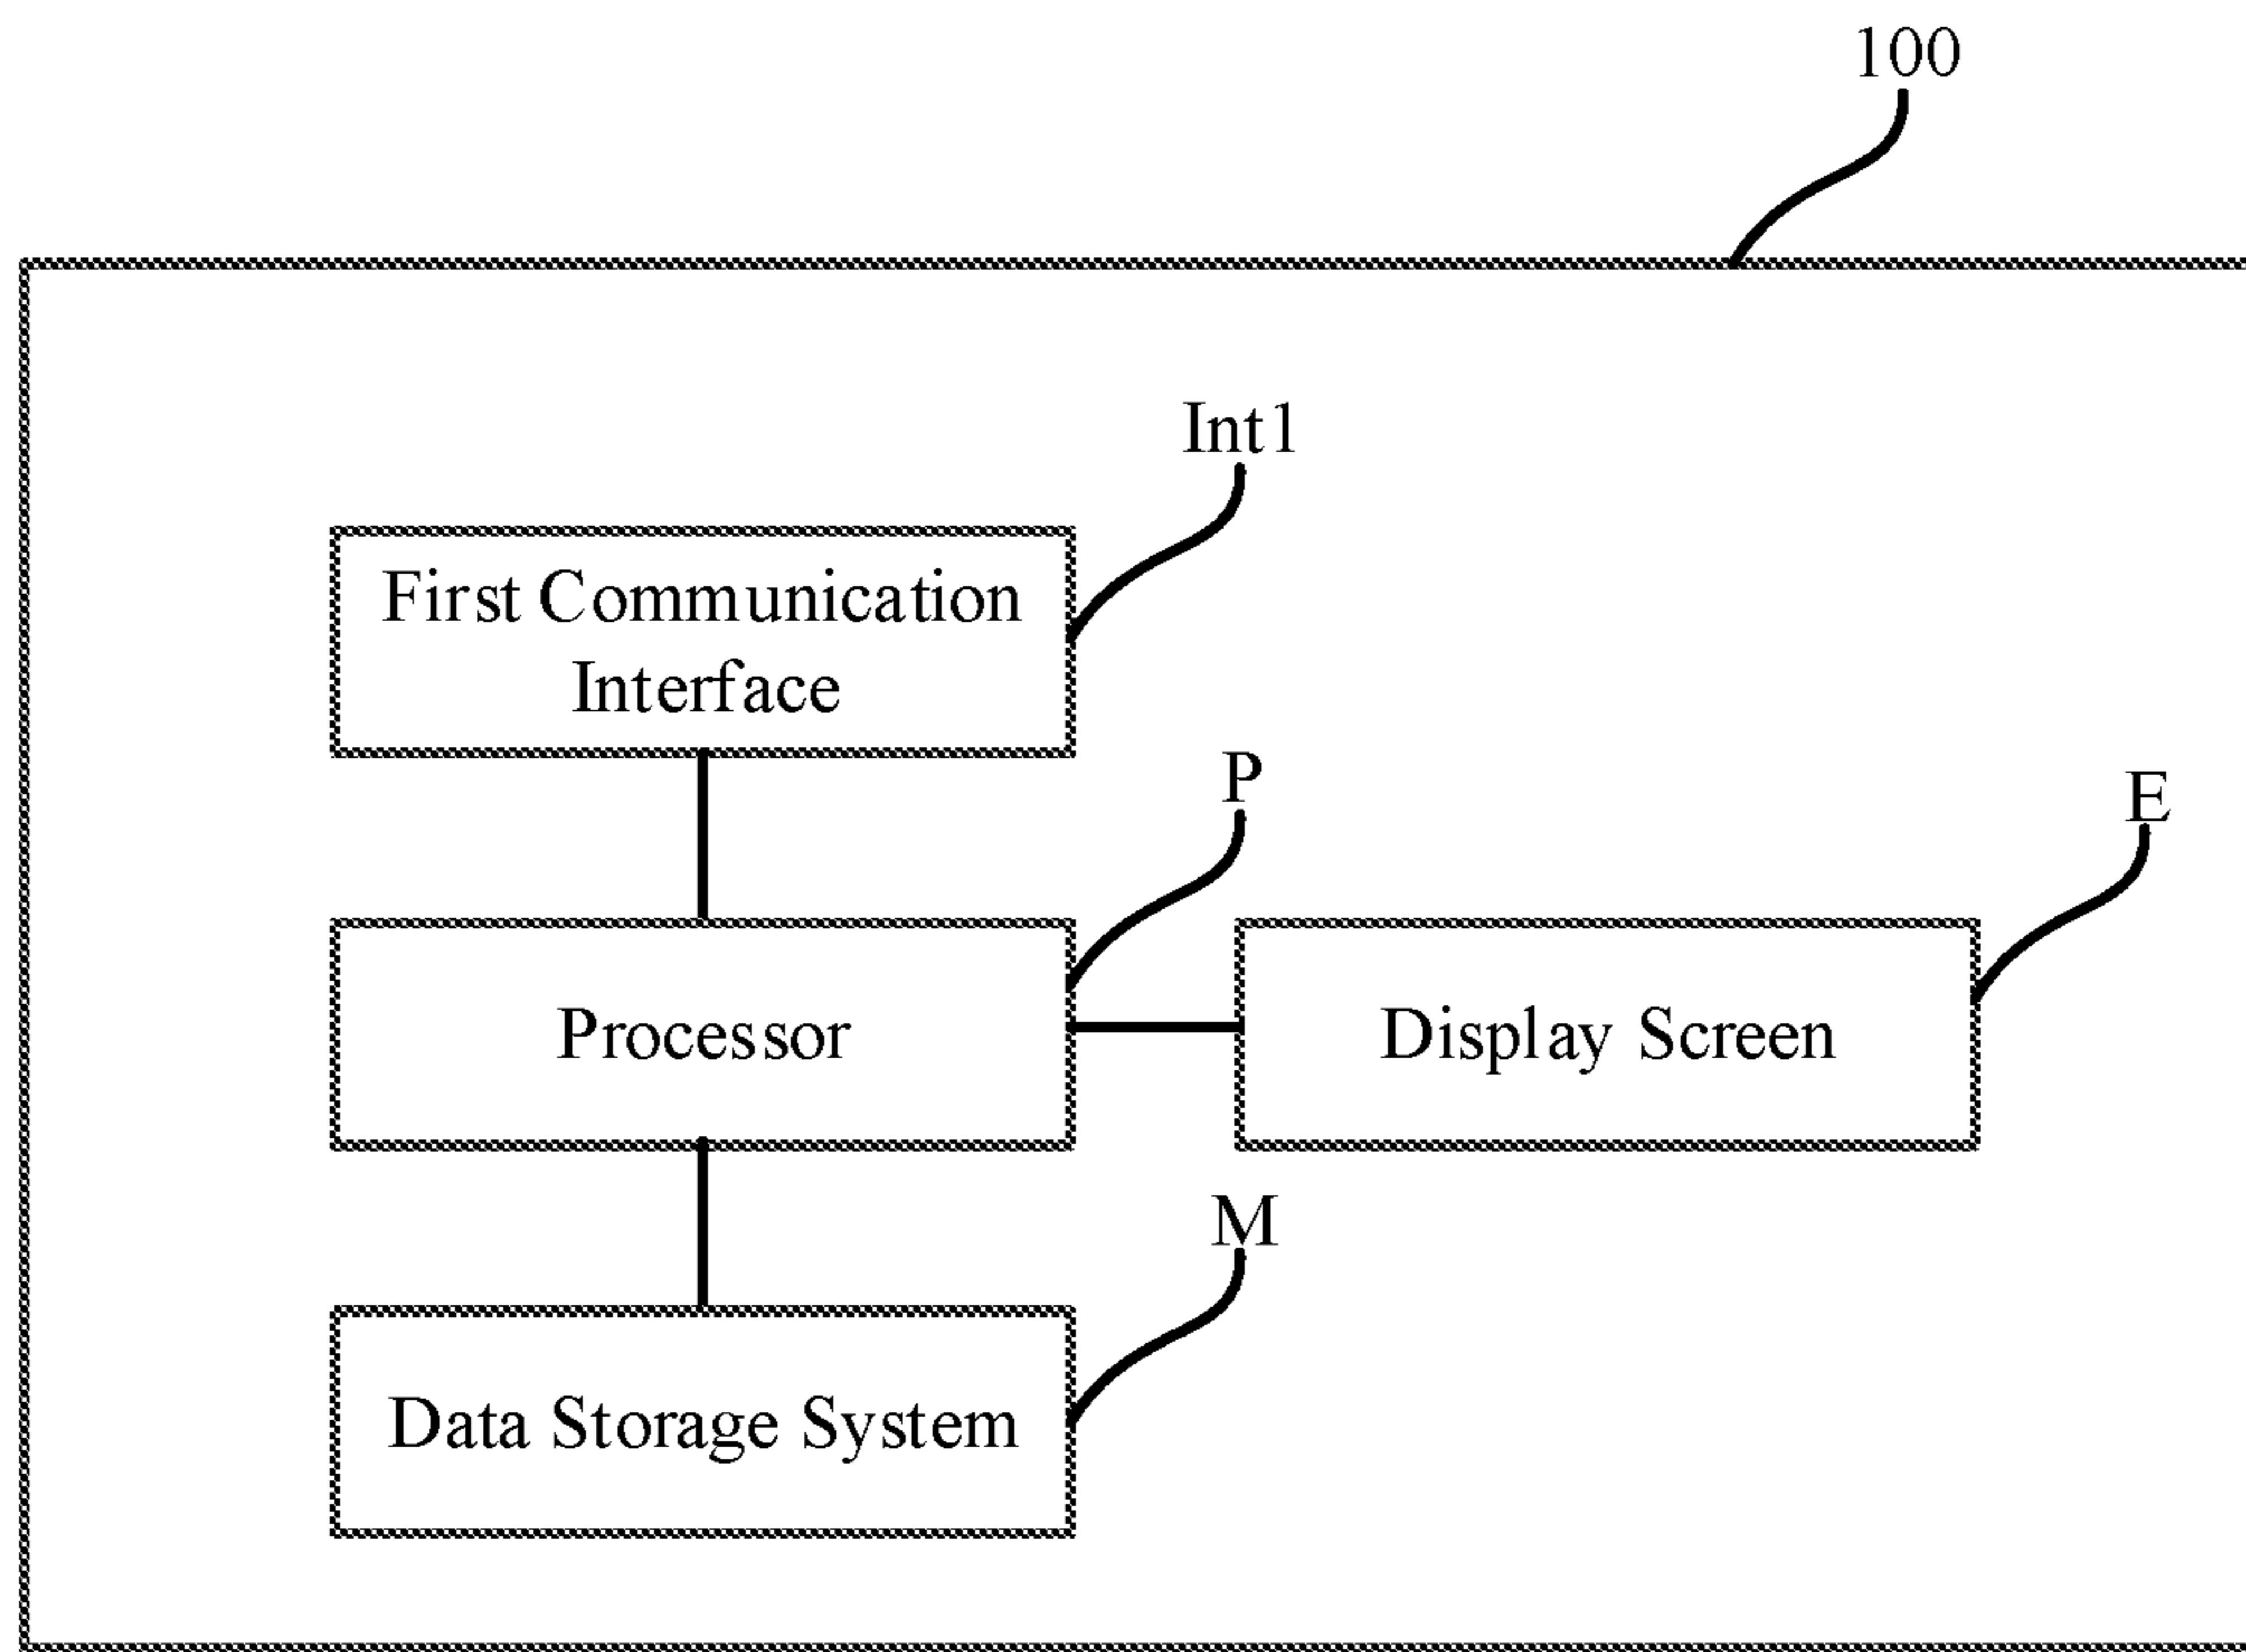 100
Int1
First Communication
Interface
P
E
Processor
Display Screen
M
Data Storage System